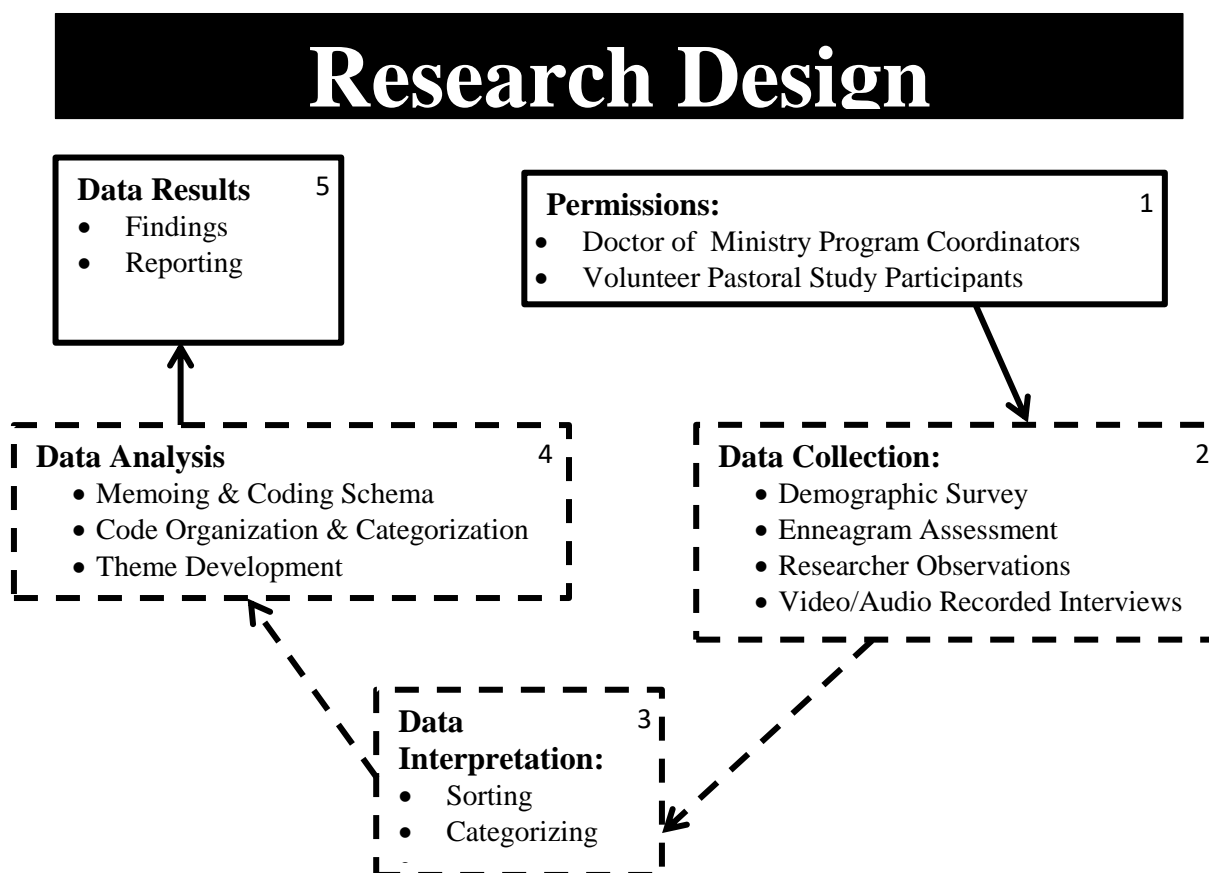 Research Design
Data Results 5
• Findings
• Reporting
Permissions: 1
• Doctor of Ministry Program Coordinators
• Volunteer Pastoral Study Participants
Data Analysis 4
• Memoing & Coding Schema
• Code Organization & Categorization
• Theme Development
Data Collection: 2
• Demographic Survey
• Enneagram Assessment
• Researcher Observations
• Video/Audio Recorded Interviews
Data 3
Interpretation:
• Sorting
• Categorizing